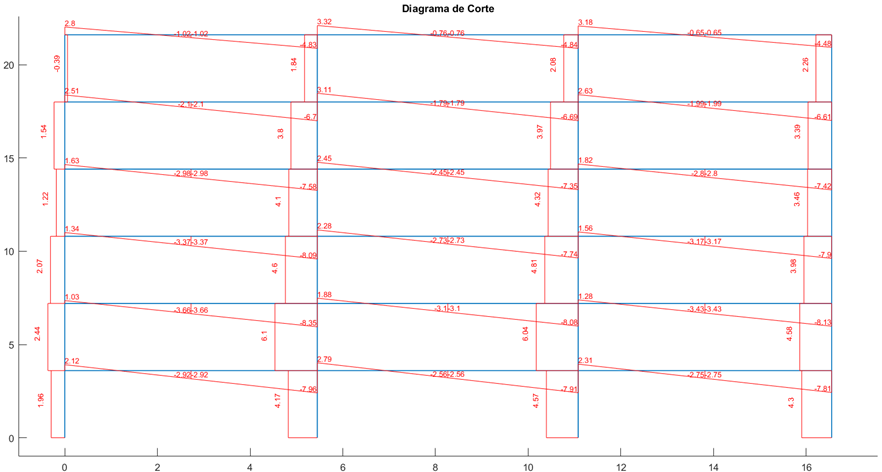 Diagrama de Corte
2.8 -1.02 -1.02 -4.83 3.32 -0.76 -0.76 -4.84 3.18 -0.65 -0.65 -4.48
20
-0.39 1.84 2.08 2.26
2.51 -2.1 -2.1 -6.7 3.11 -1.79 -1.79 -6.69 2.63 -1.99 -1.99 -6.61
1.54 3.8 3.97 3.39
15
1.63 -2.98 -2.98 -7.58 2.45 -2.45 -2.45 -7.35 1.82 -2.8 -2.8 -7.42
1.22 4.1 4.32 3.46
1.34 -3.37 -3.37 -8.09 2.28 -2.73 -2.73 -7.74 1.56 -3.17 -3.17 -7.9
10
2.07 4.6 4.81 3.98
1.03 -3.66 -3.66 -8.35 1.88 -3.1 -3.1 -8.08 1.28 -3.43 -3.43 -8.13
2.44 6.1 6.04 4.58
5
2.12 -2.92 -2.92 -7.96 2.79 -2.56 -2.56 -7.91 2.31 -2.75 -2.75 -7.81
1.96 4.17 4.57 4.3
0
0 2 4 6 8 10 12 14 16